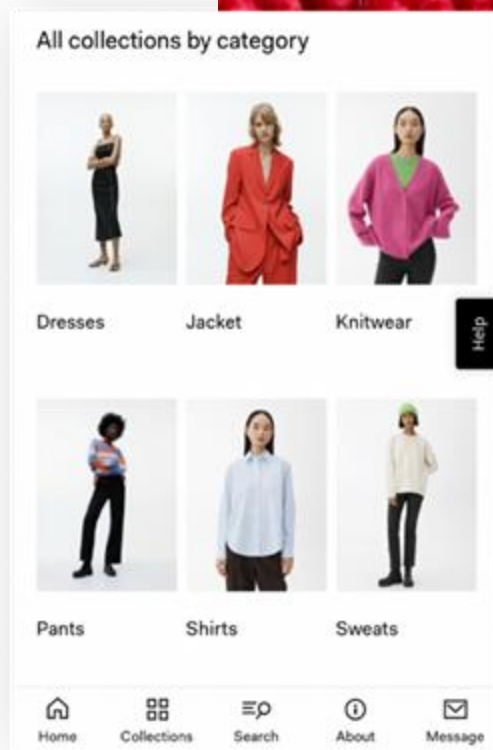 All collections by category
Dresses
Jacket
Knitwear
Help
Pants
Shirts
Sweats
Home
Collections
Search
About
Message